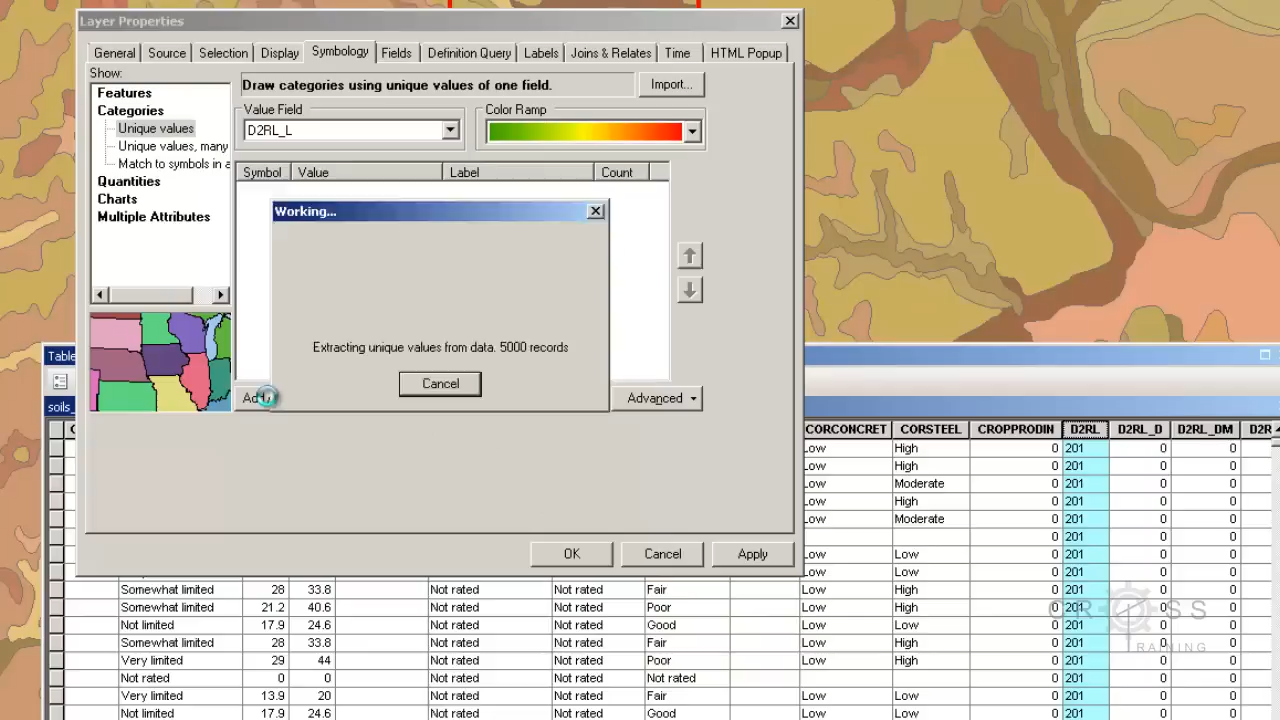 Layer Properties
General Source Selection Display Symbology Fields Definition Query Labels Joins & Relates Time HTML Popup
Show:
Features
Categories
Unique values
Unique values, many
Match to symbols in a
Quantities
Charts
Multiple Attributes
Draw categories using unique values of one field.
Import...
Value Field
D2RL_L
Color Ramp
Symbol Value Label Count
Working...
Extracting unique values from data. 5000 records
Cancel
Advanced
OK Cancel Apply
Table
soils_
CORCONCRET CORSTEEL CROPPRODIN D2RL D2RL_D D2RL_DM D2R
Low High 0 201 0 0
Low High 0 201 0 0
Low Moderate 0 201 0 0
Low High 0 201 0 0
Low Moderate 0 201 0 0
0 201 0 0
Low Low 0 201 0 0
Low Low 0 201 0 0
Somewhat limited 28 33.8 Not rated Not rated Fair Low High 0 201 0 0
Somewhat limited 21.2 40.6 Not rated Not rated Poor Low High 0 201 0 0
Not limited 17.9 24.6 Not rated Not rated Good Low Low 0 201 0 0
Somewhat limited 28 33.8 Not rated Not rated Fair Low High 0 201 0 0
Very limited 29 44 Not rated Not rated Poor Low High 0 201 0 0
Not rated 0 0 Not rated Not rated Not rated 0 201 0 0
Very limited 13.9 20 Not rated Not rated Fair Low Low 0 201 0 0
Not limited 17.9 24.6 Not rated Not rated Good Low Low 0 201 0 0
CROSS
TRAINING